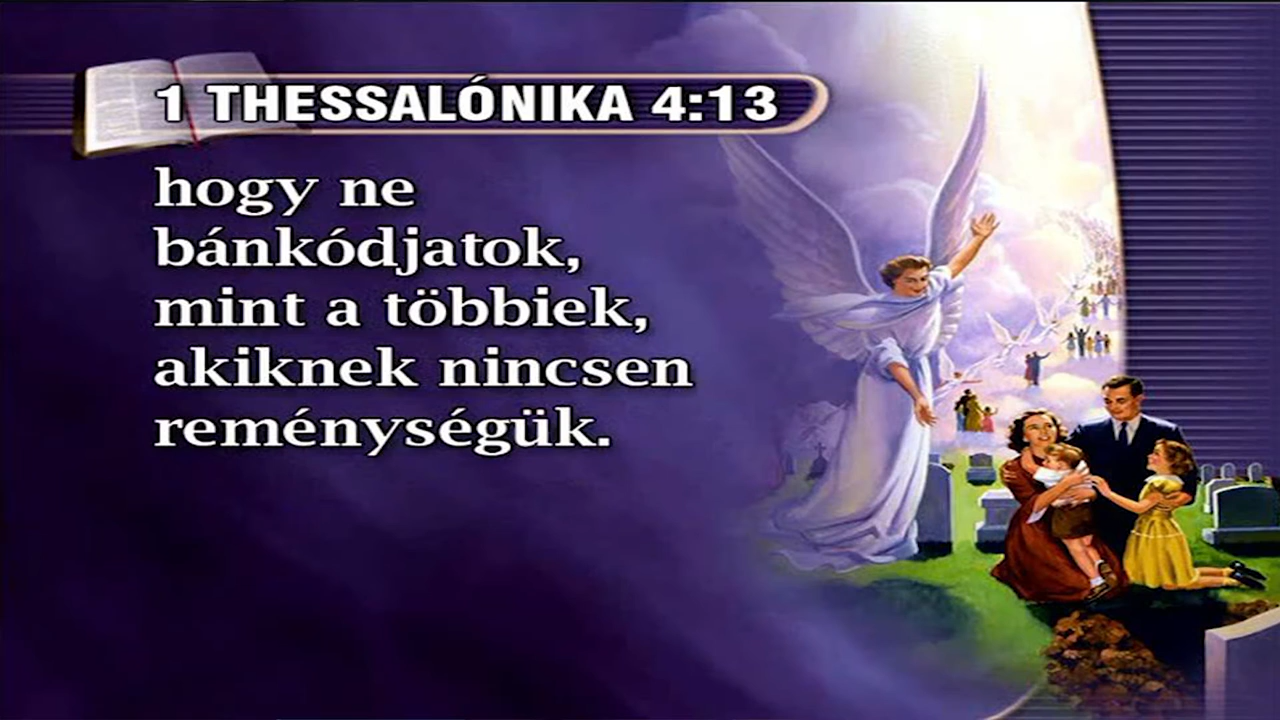 1 THESSALÓNIKA 4:13
hogy ne
bánkódjatok,
mint a többiek,
akiknek nincsen
reménységük.